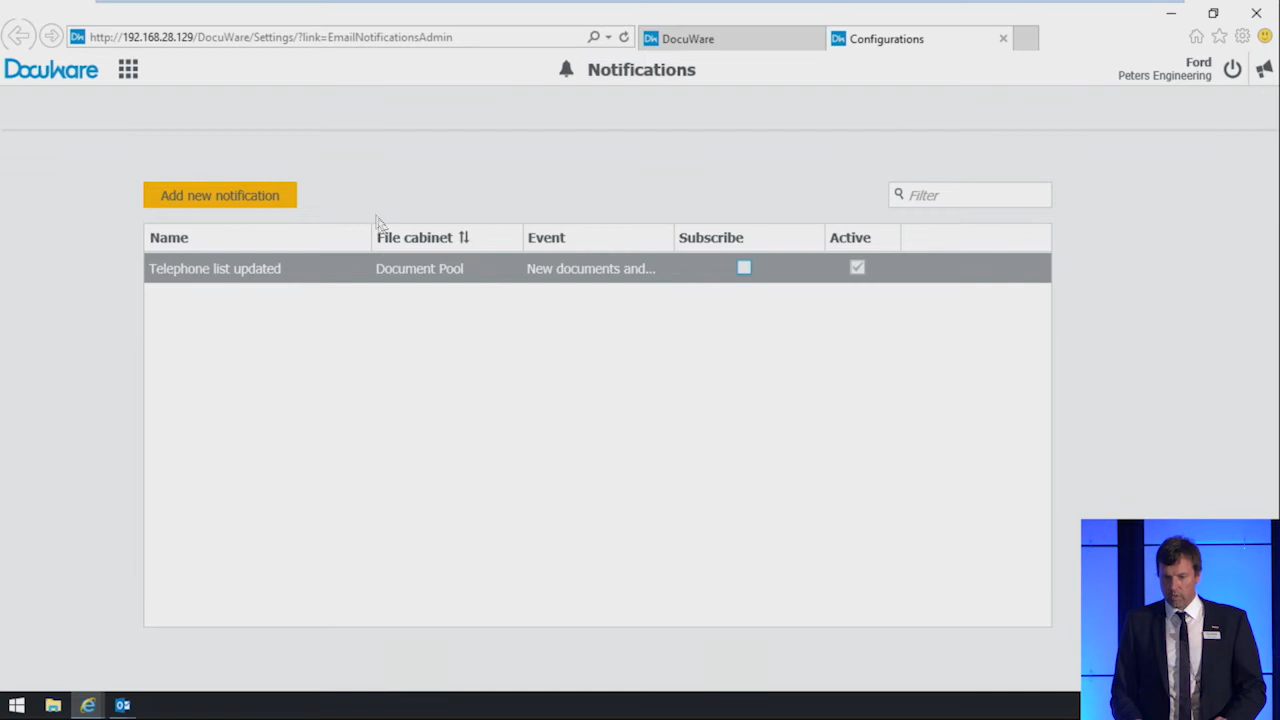 http://192.168.28.129/DocuWare/Settings/?link=EmailNotificationsAdmin
DocuWare
Configurations
DocuWare
Notifications
Ford
Peters Engineering
Add new notification
Filter
Name
File cabinet
Event
Subscribe
Active
Telephone list updated
Document Pool
New documents and...